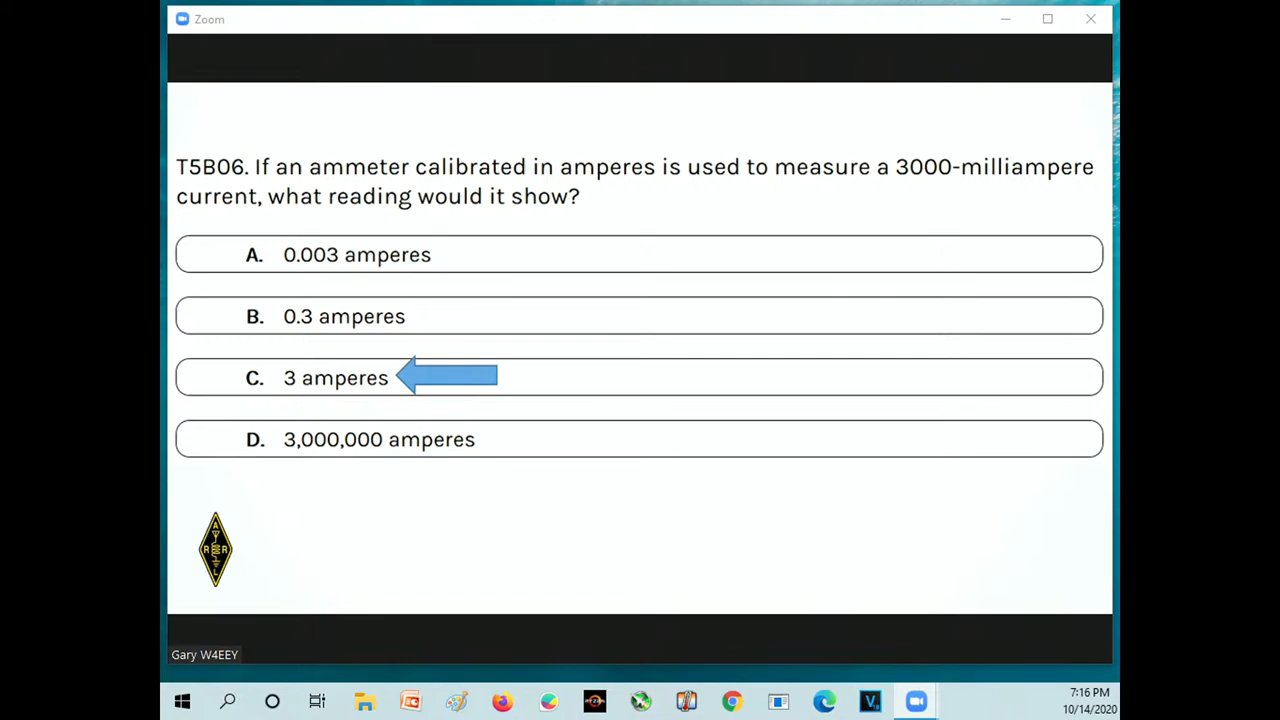 Zoom
T5B06. If an ammeter calibrated in amperes is used to measure a 3000-milliampere
current, what reading would it show?
A. 0.003 amperes
B. 0.3 amperes
C. 3 amperes
D. 3,000,000 amperes
A
R R
L
Gary W4EEY
7:16 PM
10/14/2020